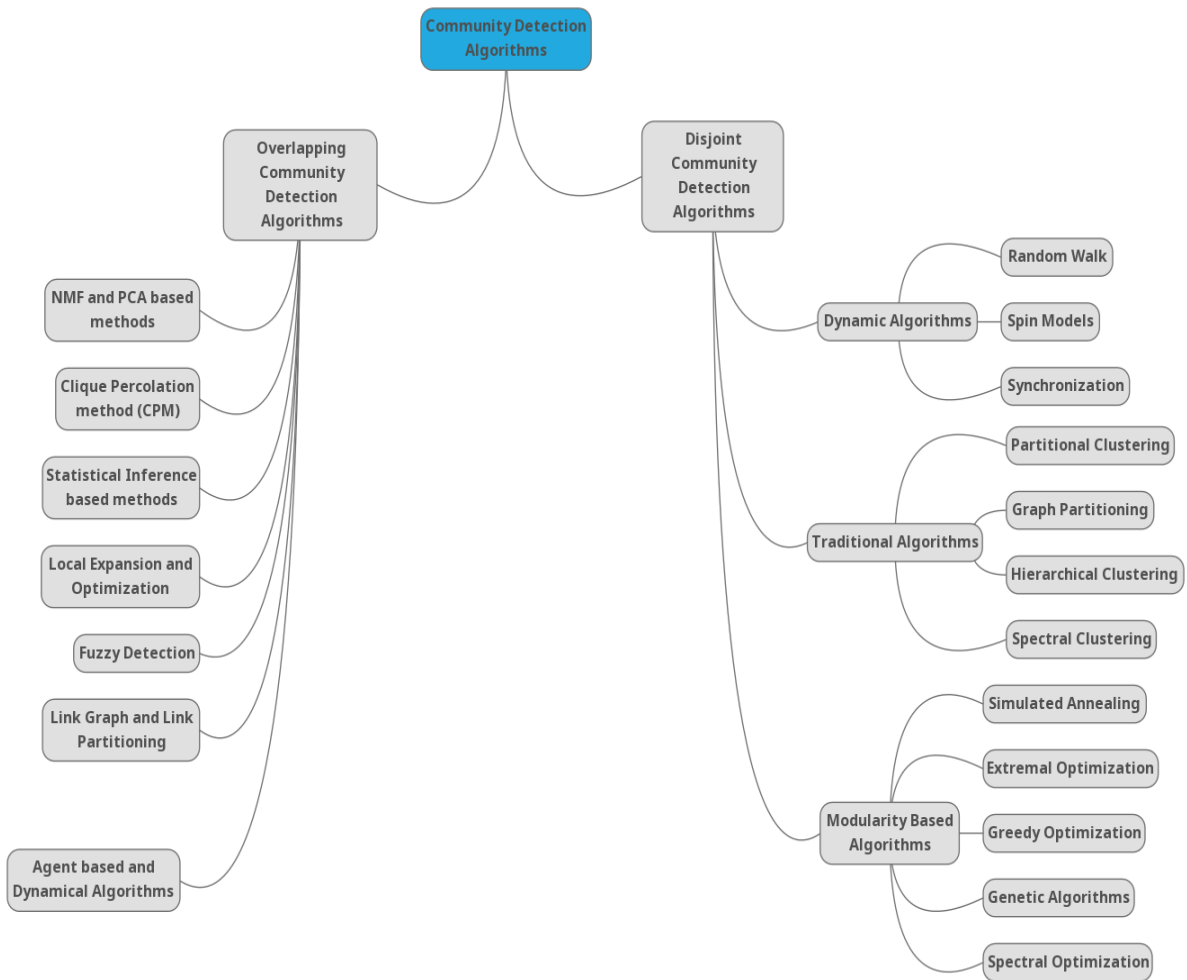 Community Detection
Algorithms
Overlapping
Community
Detection
Algorithms
NMF and PCA based
methods
Clique Percolation
method (CPM)
Statistical Inference
based methods
Local Expansion and
Optimization
Fuzzy Detection
Link Graph and Link
Partitioning
Agent based and
Dynamical Algorithms
Disjoint
Community
Detection
Algorithms
Dynamic Algorithms
Random Walk
Spin Models
Synchronization
Traditional Algorithms
Partitional Clustering
Graph Partitioning
Hierarchical Clustering
Spectral Clustering
Modularity Based
Algorithms
Simulated Annealing
Extremal Optimization
Greedy Optimization
Genetic Algorithms
Spectral Optimization